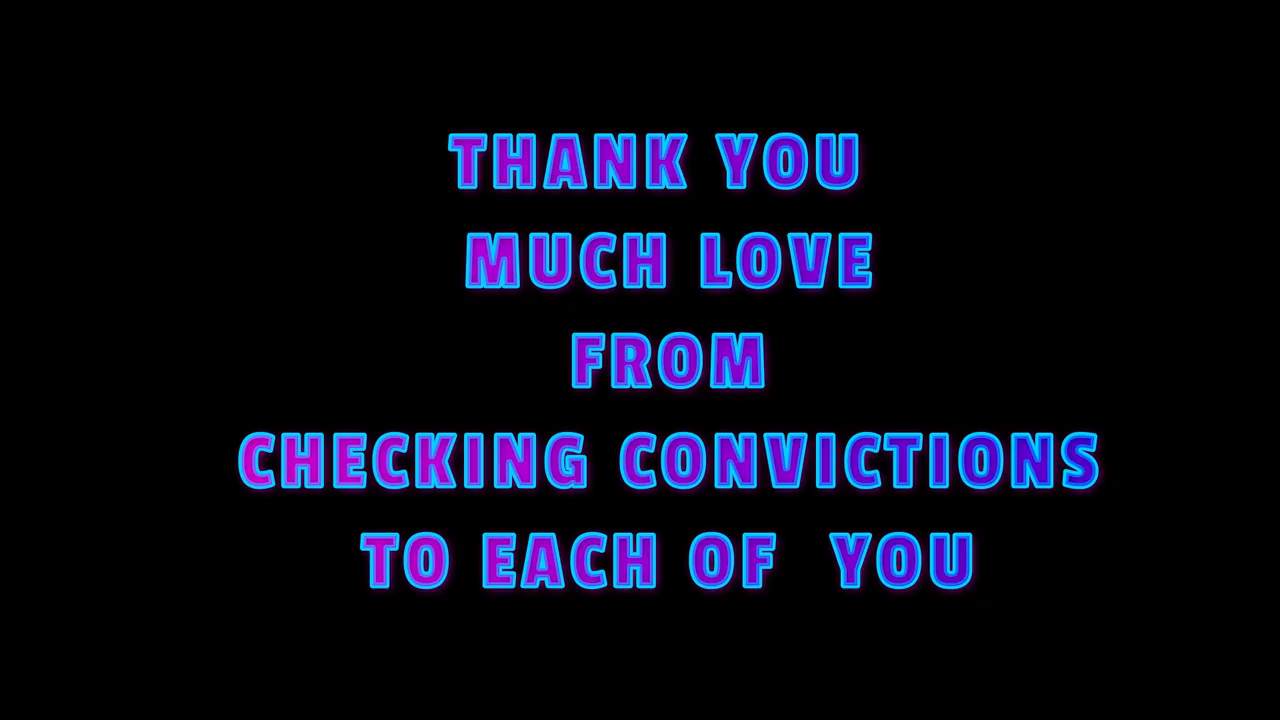 THANK YOU
MUCH LOVE
FROM
CHECKING CONVICTIONS
TO EACH OF  YOU